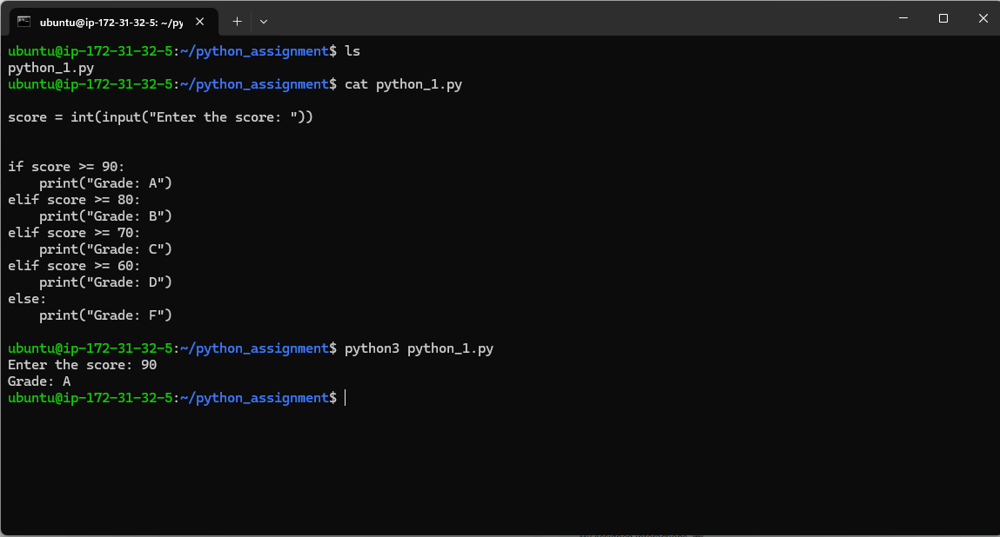 ubuntu@ip-172-31-32-5: ~/py
ubuntu@ip-172-31-32-5:~/python_assignment$ ls
python_1.py
ubuntu@ip-172-31-32-5:~/python_assignment$ cat python_1.py
score = int(input("Enter the score: "))
if score >= 90:
    print("Grade: A")
elif score >= 80:
    print("Grade: B")
elif score >= 70:
    print("Grade: C")
elif score >= 60:
    print("Grade: D")
else:
    print("Grade: F")
ubuntu@ip-172-31-32-5:~/python_assignment$ python3 python_1.py
Enter the score: 90
Grade: A
ubuntu@ip-172-31-32-5:~/python_assignment$